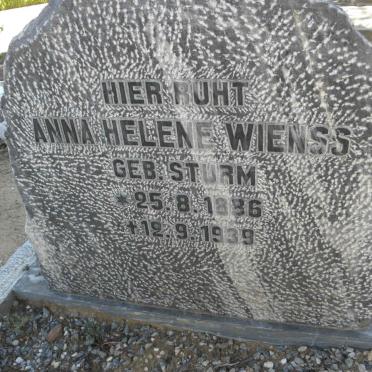 HIER RUHT
ANNA HELENE WIENSS
GEB. STURM
*25.8.1886
†12.9.1939